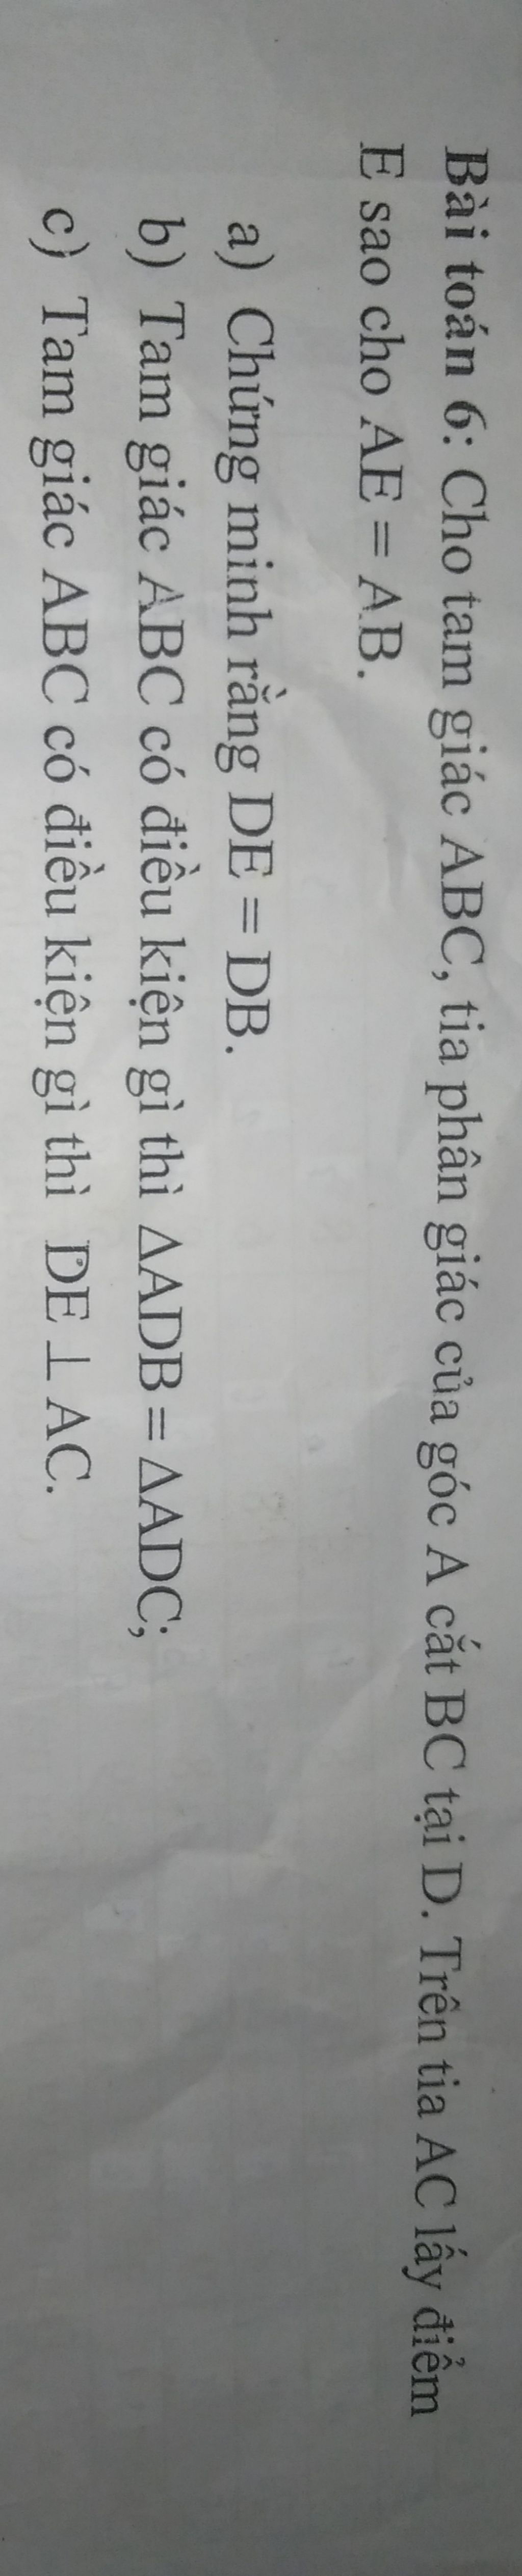 Bài toán 6: Cho tam giác ABC, tia phân giác của góc A cắt BC tại D. Trên tia AC lấy điểm
E sao cho AE = AB.
a) Chứng minh rằng DE = DB.
b) Tam giác ABC có điều kiện gì thì ΔADB = ΔADC;
c) Tam giác ABC có điều kiện gì thì DE ⊥ AC.